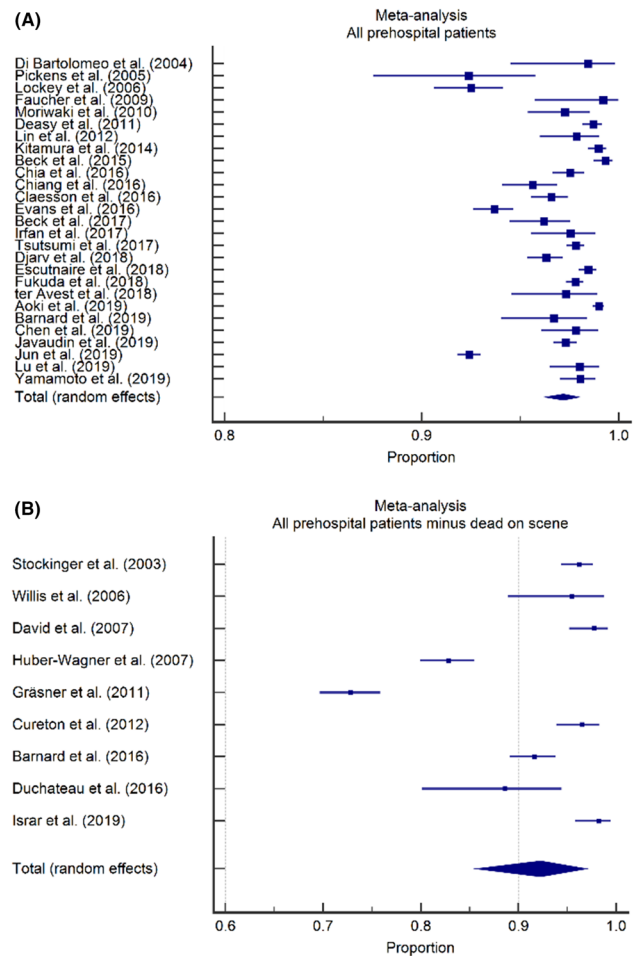 (A)
Meta-analysis
All prehospital patients
Di Bartolomeo et al. (2004)
Pickens et al. (2005)
Lockey et al. (2006)
Faucher et al. (2009)
Moriwaki et al. (2010)
Deasy et al. (2011)
Lin et al. (2012)
Kitamura et al. (2014)
Beck et al. (2015)
Chia et al. (2016)
Chiang et al. (2016)
Claesson et al. (2016)
Evans et al. (2016)
Beck et al. (2017)
Irfan et al. (2017)
Tsutsumi et al. (2017)
Djarv et al. (2018)
Escutnaire et al. (2018)
Fukuda et al. (2018)
ter Avest et al. (2018)
Aoki et al. (2019)
Barnard et al. (2019)
Chen et al. (2019)
Javaudin et al. (2019)
Jun et al. (2019)
Lu et al. (2019)
Yamamoto et al. (2019)
Total (random effects)
0.8 0.9 1.0
Proportion
(B)
Meta-analysis
All prehospital patients minus dead on scene
Stockinger et al. (2003)
Willis et al. (2006)
David et al. (2007)
Huber-Wagner et al. (2007)
Gräsner et al. (2011)
Cureton et al. (2012)
Barnard et al. (2016)
Duchateau et al. (2016)
Israr et al. (2019)
Total (random effects)
0.6 0.7 0.8 0.9 1.0
Proportion